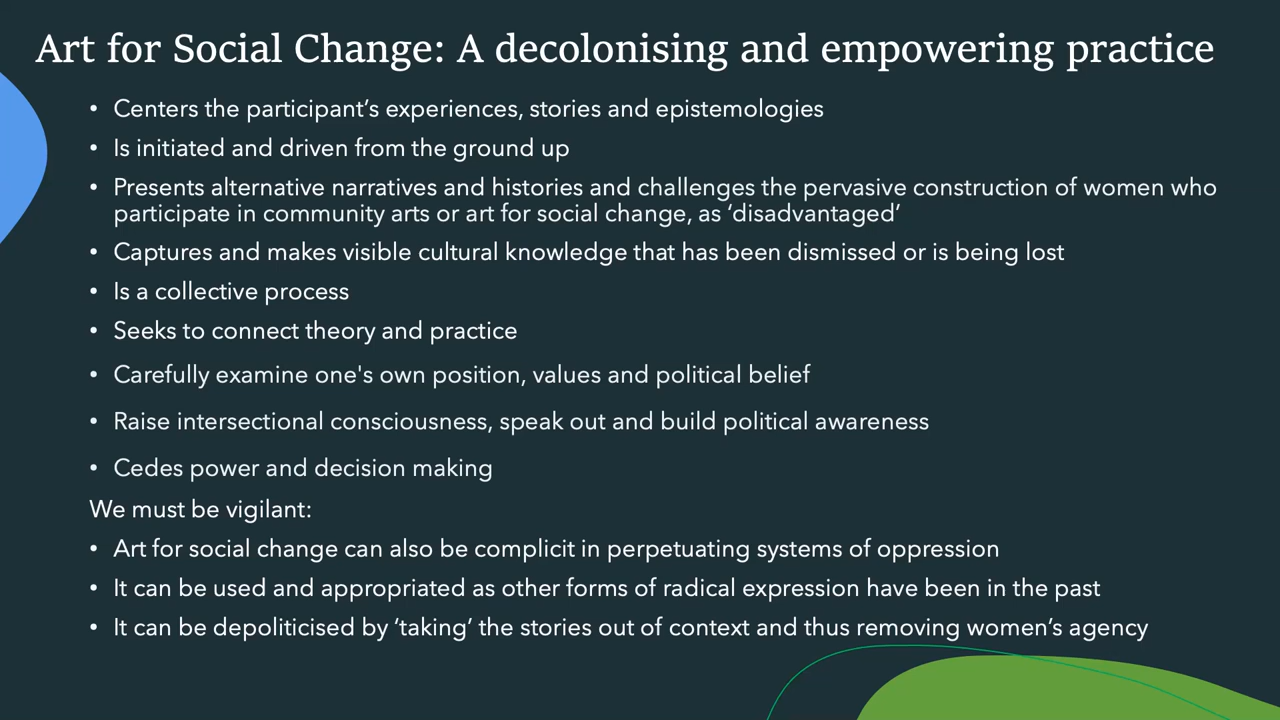 Art for Social Change: A decolonising and empowering practice
• Centers the participant's experiences, stories and epistemologies
• Is initiated and driven from the ground up
• Presents alternative narratives and histories and challenges the pervasive construction of women who
participate in community arts or art for social change, as ‘disadvantaged’
• Captures and makes visible cultural knowledge that has been dismissed or is being lost
• Is a collective process
• Seeks to connect theory and practice
• Carefully examine one's own position, values and political belief
• Raise intersectional consciousness, speak out and build political awareness
• Cedes power and decision making
We must be vigilant:
• Art for social change can also be complicit in perpetuating systems of oppression
• It can be used and appropriated as other forms of radical expression have been in the past
• It can be depoliticised by ‘taking’ the stories out of context and thus removing women’s agency